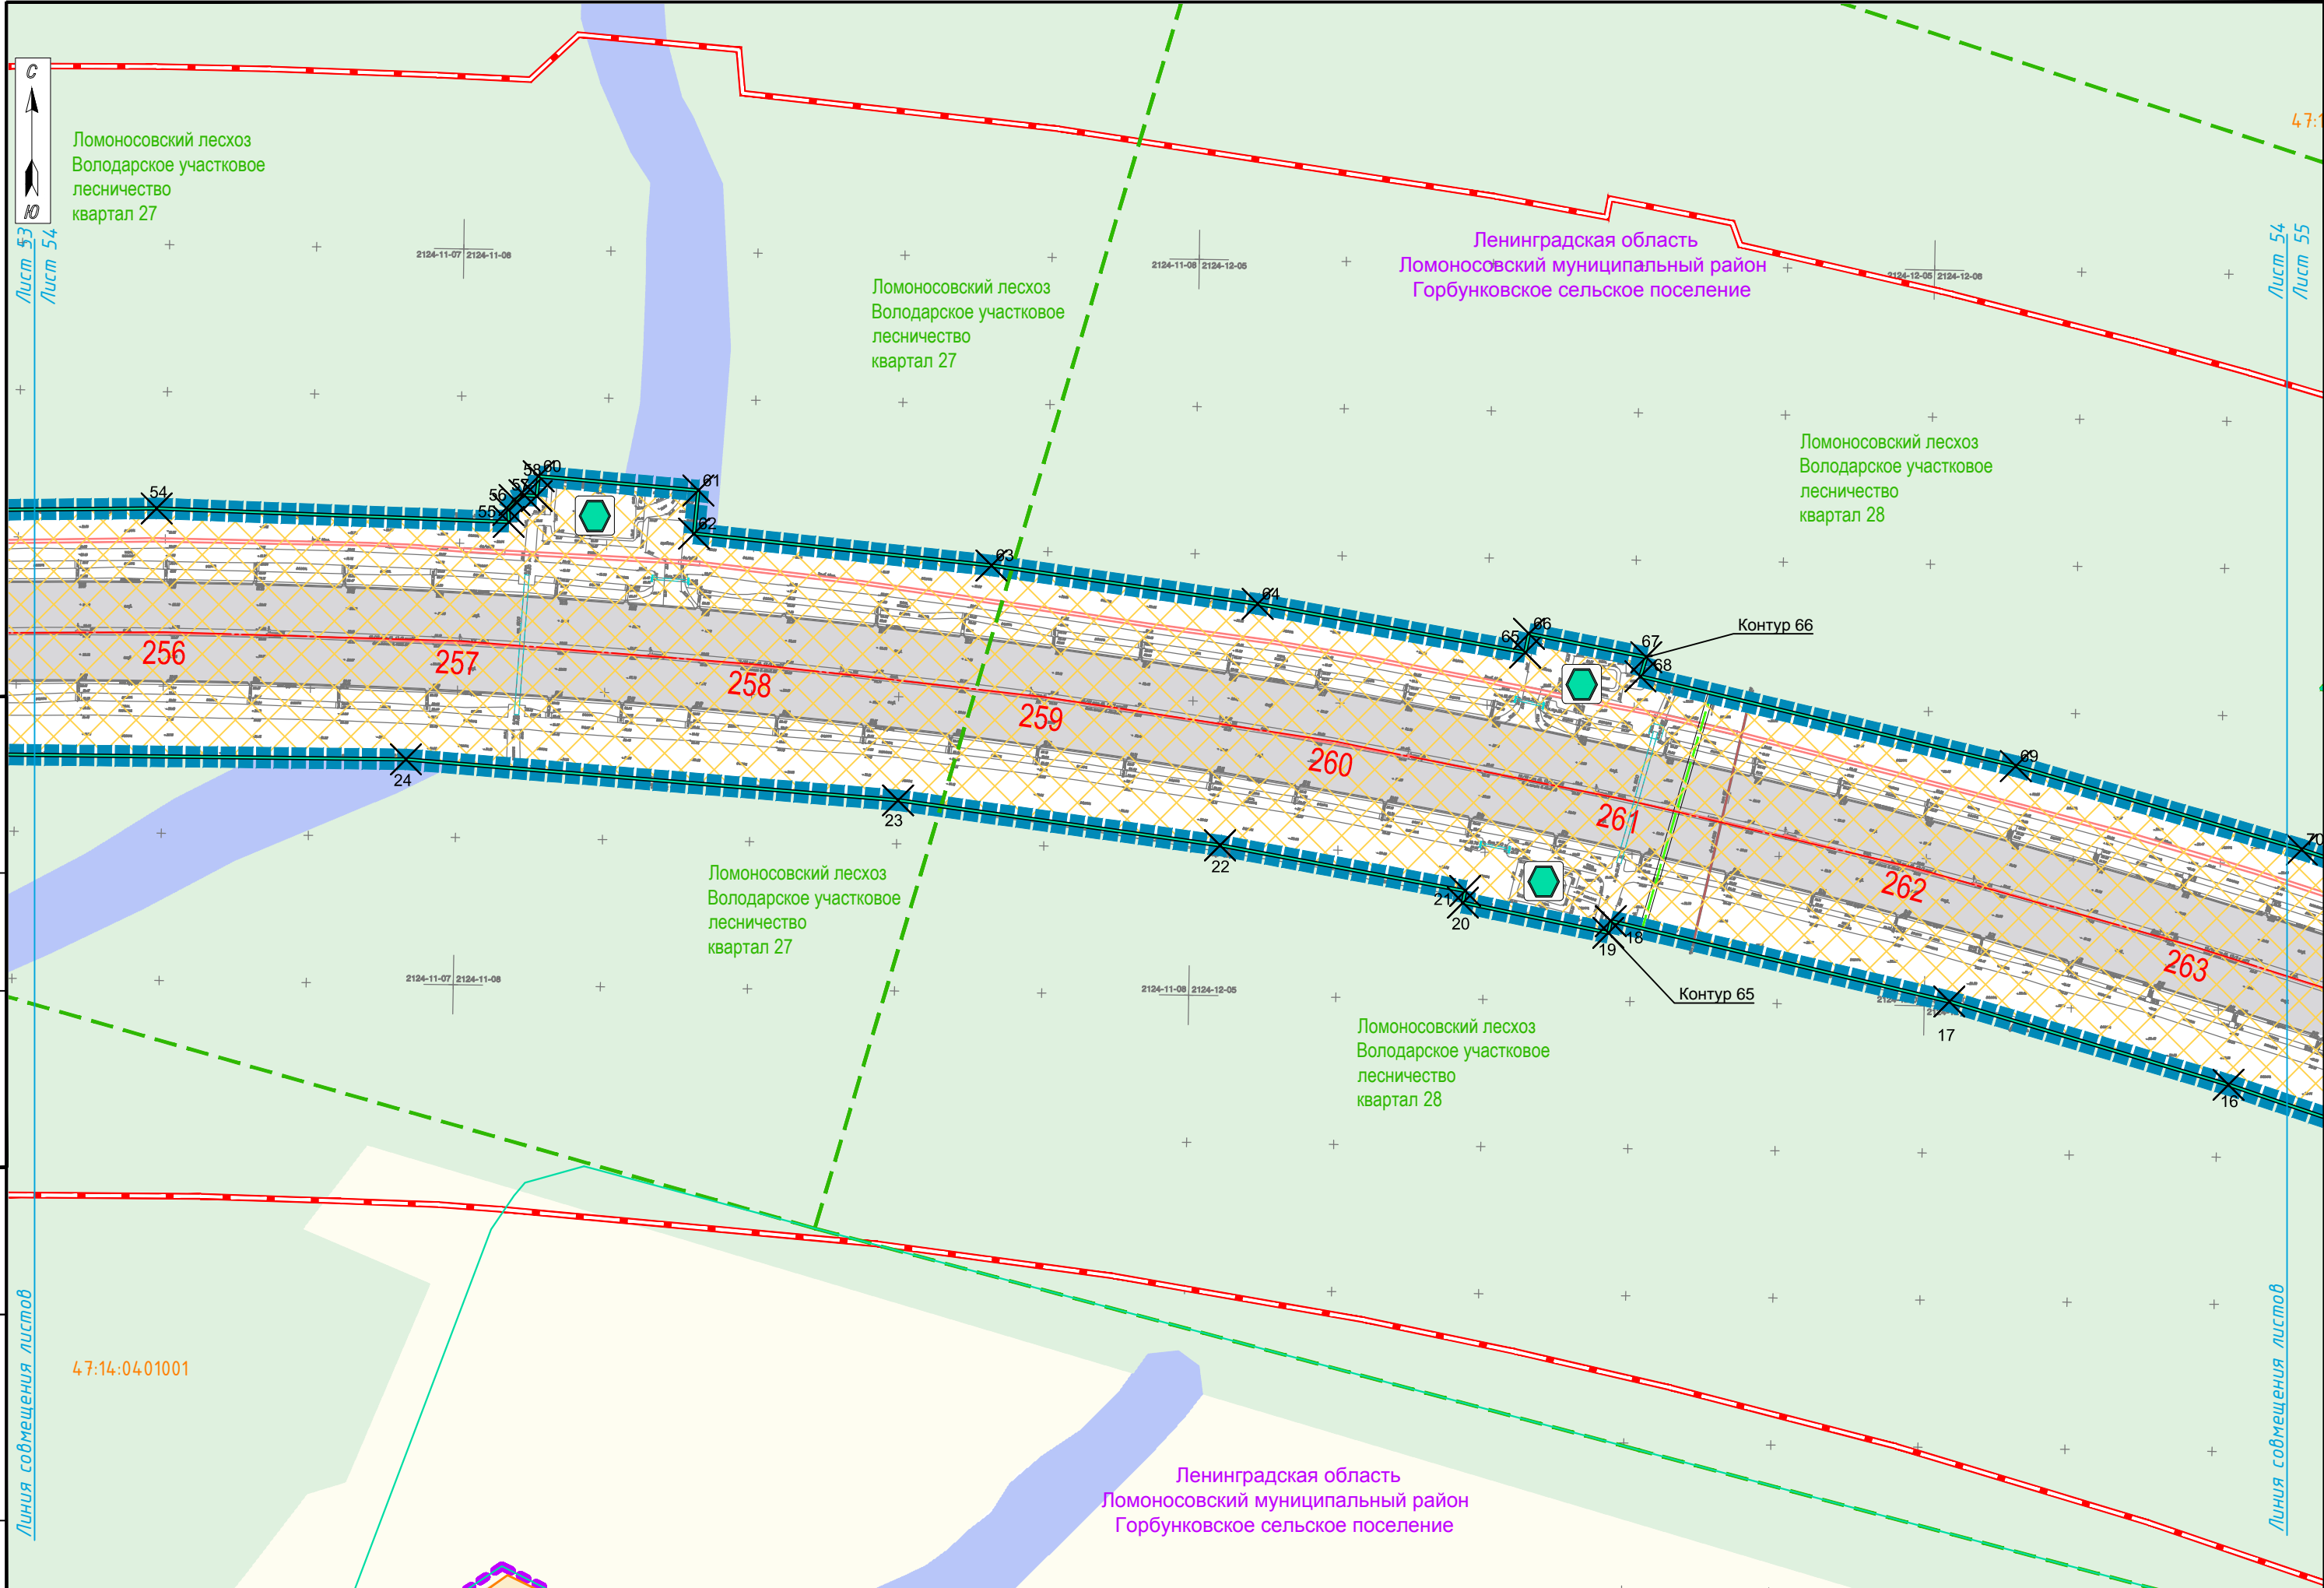 С
Ю
Ломоносовский лесхоз
Володарское участковое
лесничество
квартал 27
Лист 53
Лист 54
2124-11-07 2124-11-08
2124-11-08 2124-12-05
2124-12-05 2124-12-06
Ломоносовский лесхоз
Володарское участковое
лесничество
квартал 27
Ленинградская область
Ломоносовский муниципальный район
Горбунковское сельское поселение
47:1
Лист 54
Лист 55
Ломоносовский лесхоз
Володарское участковое
лесничество
квартал 28
54
55
56
57
58
60
61
62
63
64
65
66
67
68
Контур 66
69
70
256
257
258
259
260
261
262
263
24
23
22
21
20
19
18
17
16
Контур 65
Ломоносовский лесхоз
Володарское участковое
лесничество
квартал 27
2124-11-07 2124-11-08
2124-11-08 2124-12-05
Ломоносовский лесхоз
Володарское участковое
лесничество
квартал 28
47:14:0401001
Линия совмещения листов
Линия совмещения листов
Ленинградская область
Ломоносовский муниципальный район
Горбунковское сельское поселение